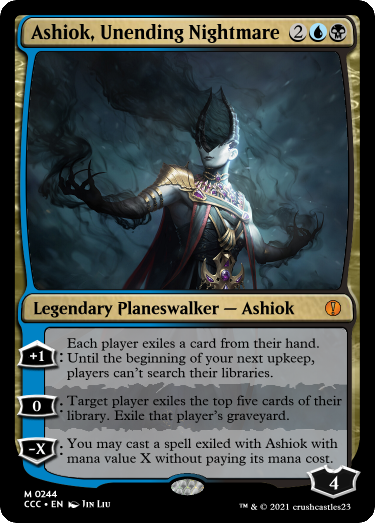 Ashiok, Unending Nightmare 2
Legendary Planeswalker — Ashiok
+1: Each player exiles a card from their hand.
Until the beginning of your next upkeep,
players can't search their libraries.
0: Target player exiles the top five cards of their
library. Exile that player's graveyard.
-X: You may cast a spell exiled with Ashiok with
mana value X without paying its mana cost.
4
M 0244
CCC • EN Jin Liu
™ & © 2021 crushcastles23